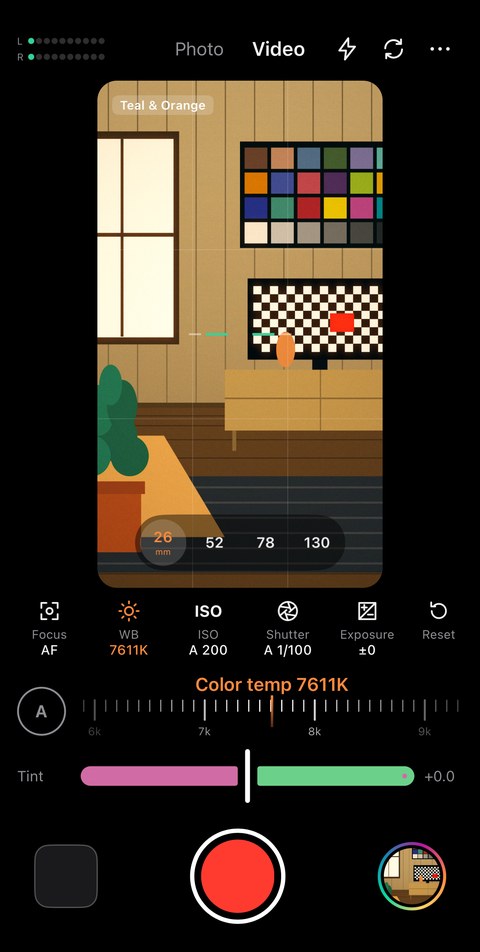 L
R
Photo
Video
Teal & Orange
26
mm
52
78
130
ISO
Focus
WB
ISO
Shutter
Exposure
Reset
AF
7611K
A 200
A 1/100
±0
Color temp 7611K
A
6k
7k
8k
9k
Tint
+0.0